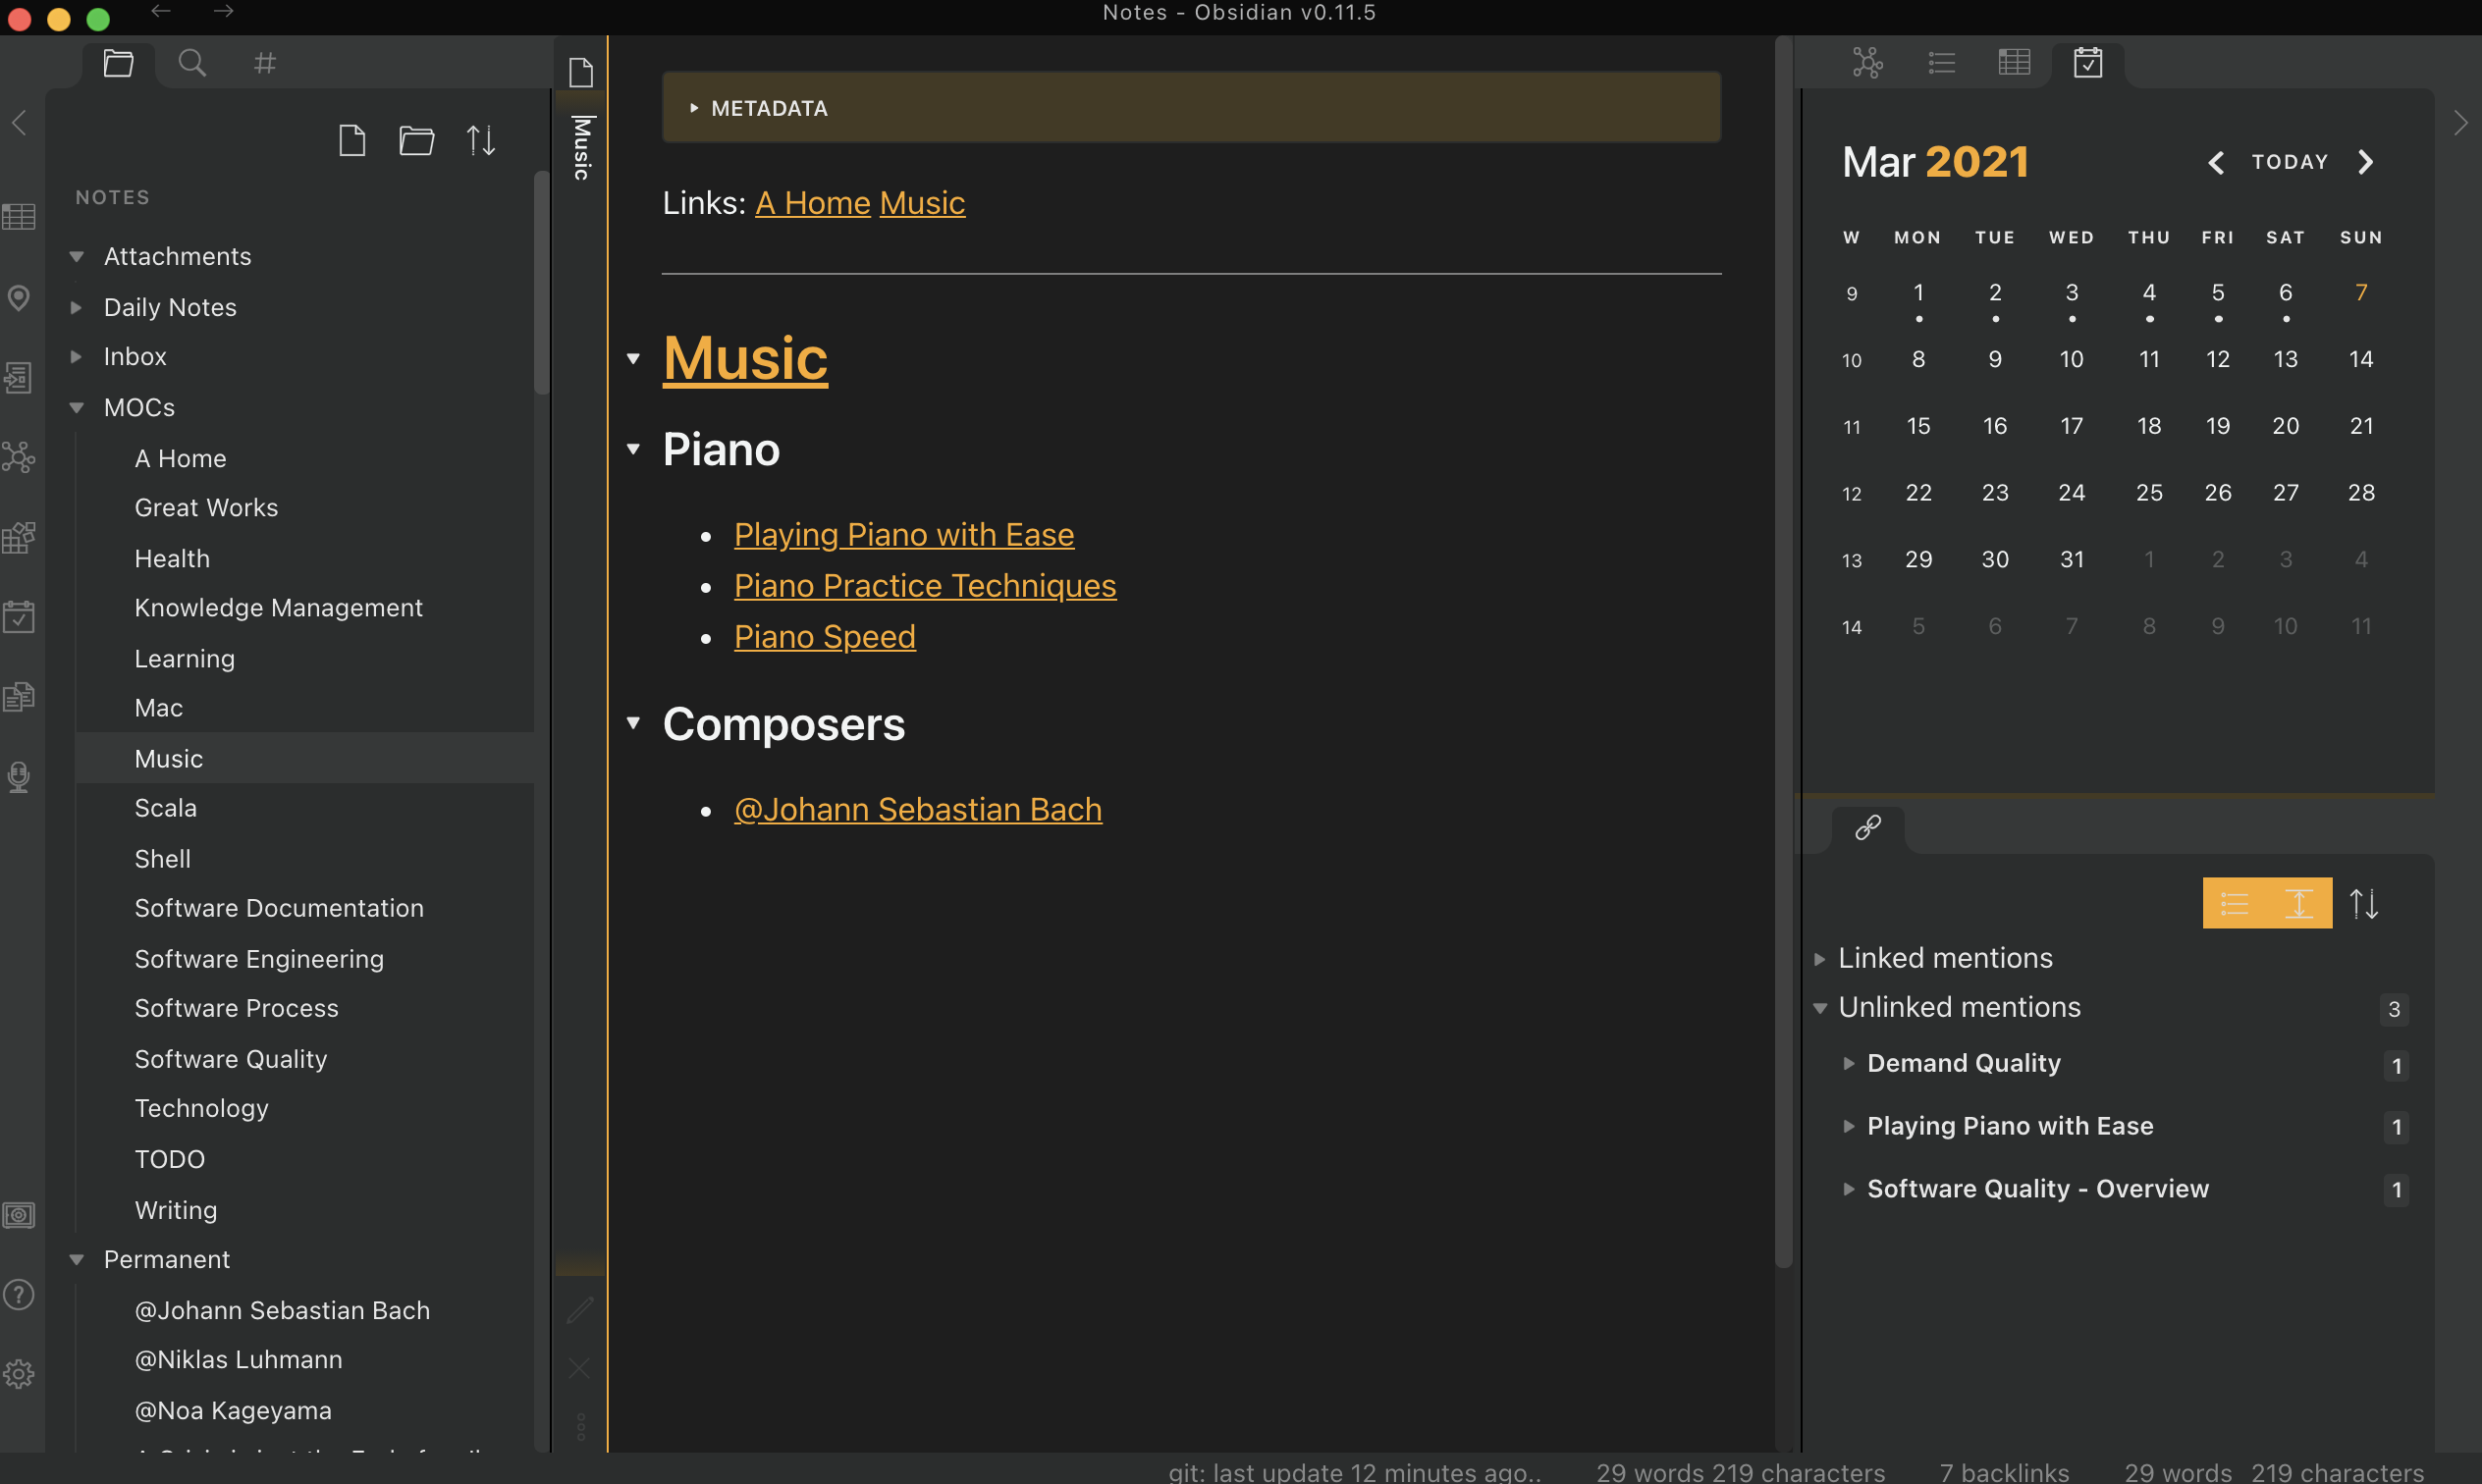 Notes - Obsidian v0.11.5
NOTES
Attachments
Daily Notes
Inbox
MOCs
A Home
Great Works
Health
Knowledge Management
Learning
Mac
Music
Scala
Shell
Software Documentation
Software Engineering
Software Process
Software Quality
Technology
TODO
Writing
Permanent
@Johann Sebastian Bach
@Niklas Luhmann
@Noa Kageyama
Music
METADATA
Links: A Home Music
Music
Piano
• Playing Piano with Ease
• Piano Practice Techniques
• Piano Speed
Composers
• @Johann Sebastian Bach
Mar 2021
TODAY
W MON TUE WED THU FRI SAT SUN
9 1 2 3 4 5 6 7
10 8 9 10 11 12 13 14
11 15 16 17 18 19 20 21
12 22 23 24 25 26 27 28
13 29 30 31 1 2 3 4
14 5 6 7 8 9 10 11
Linked mentions
Unlinked mentions 3
Demand Quality 1
Playing Piano with Ease 1
Software Quality - Overview 1
git: last update 12 minutes ago.. 29 words 219 characters 7 backlinks 29 words 219 characters